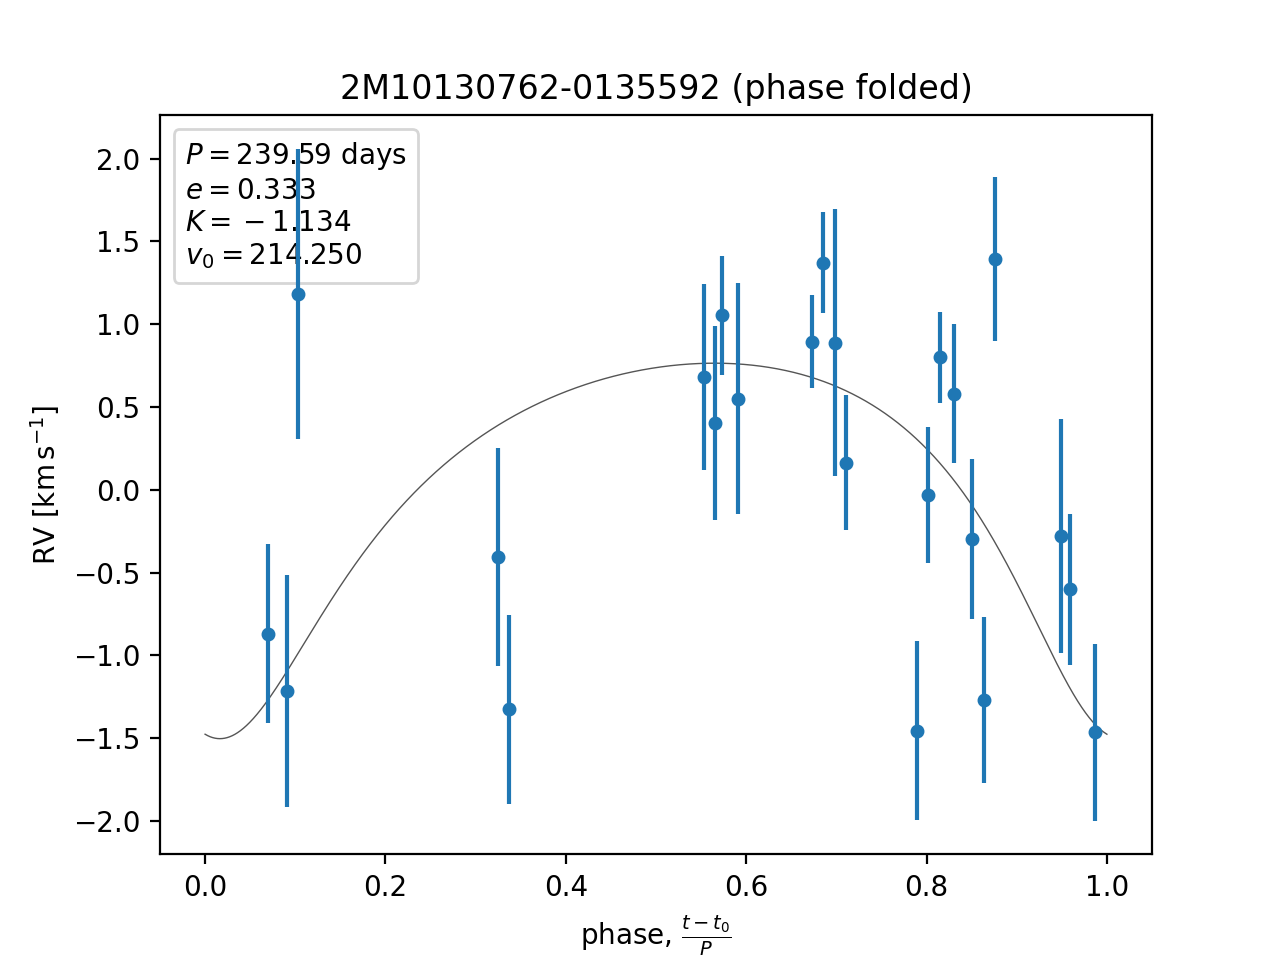 2M10130762-0135592 (phase folded)
P = 239.59 days
e = 0.333
K = −1.134
v₀ = 214.250
2.0
1.5
1.0
0.5
0.0
−0.5
−1.0
−1.5
−2.0
RV [km s⁻¹]
0.0 0.2 0.4 0.6 0.8 1.0
phase, (t − t₀)/P